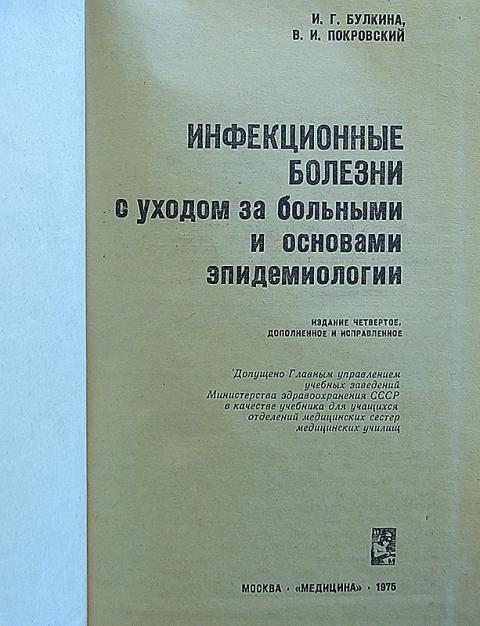 И. Г. БУЛКИНА,
В. И. ПОКРОВСКИЙ
ИНФЕКЦИОННЫЕ
БОЛЕЗНИ
с уходом за больными
и основами
эпидемиологии
ИЗДАНИЕ ЧЕТВЕРТОЕ,
ДОПОЛНЕННОЕ И ИСПРАВЛЕННОЕ
Допущено Главным управлением
учебных заведений
Министерства здравоохранения СССР
в качестве учебника для учащихся
отделений медицинских сестер
медицинских училищ
МОСКВА · «МЕДИЦИНА» · 1975